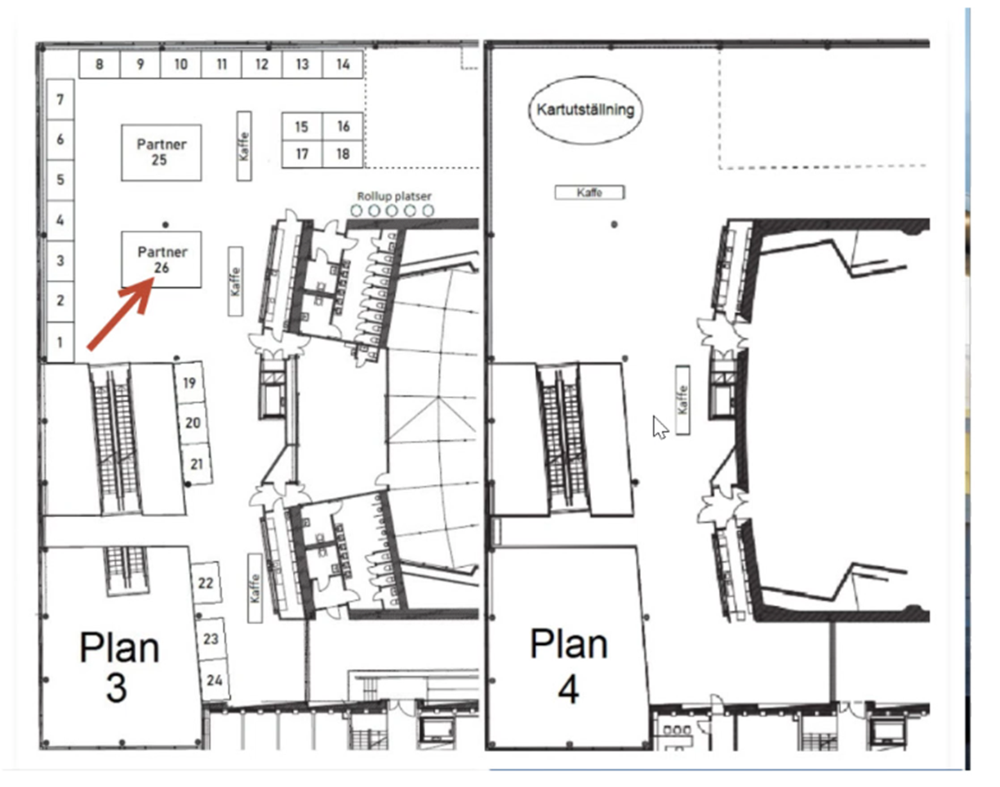 8 9 10 11 12 13 14
7
6
5
4
3
2
1
Partner
25
Kaffe
15 16
17 18
Rollup platser
Partner
26
Kaffe
19
20
21
22
23
24
Kaffe
Plan
3
Kartutställning
Kaffe
Kaffe
Plan
4